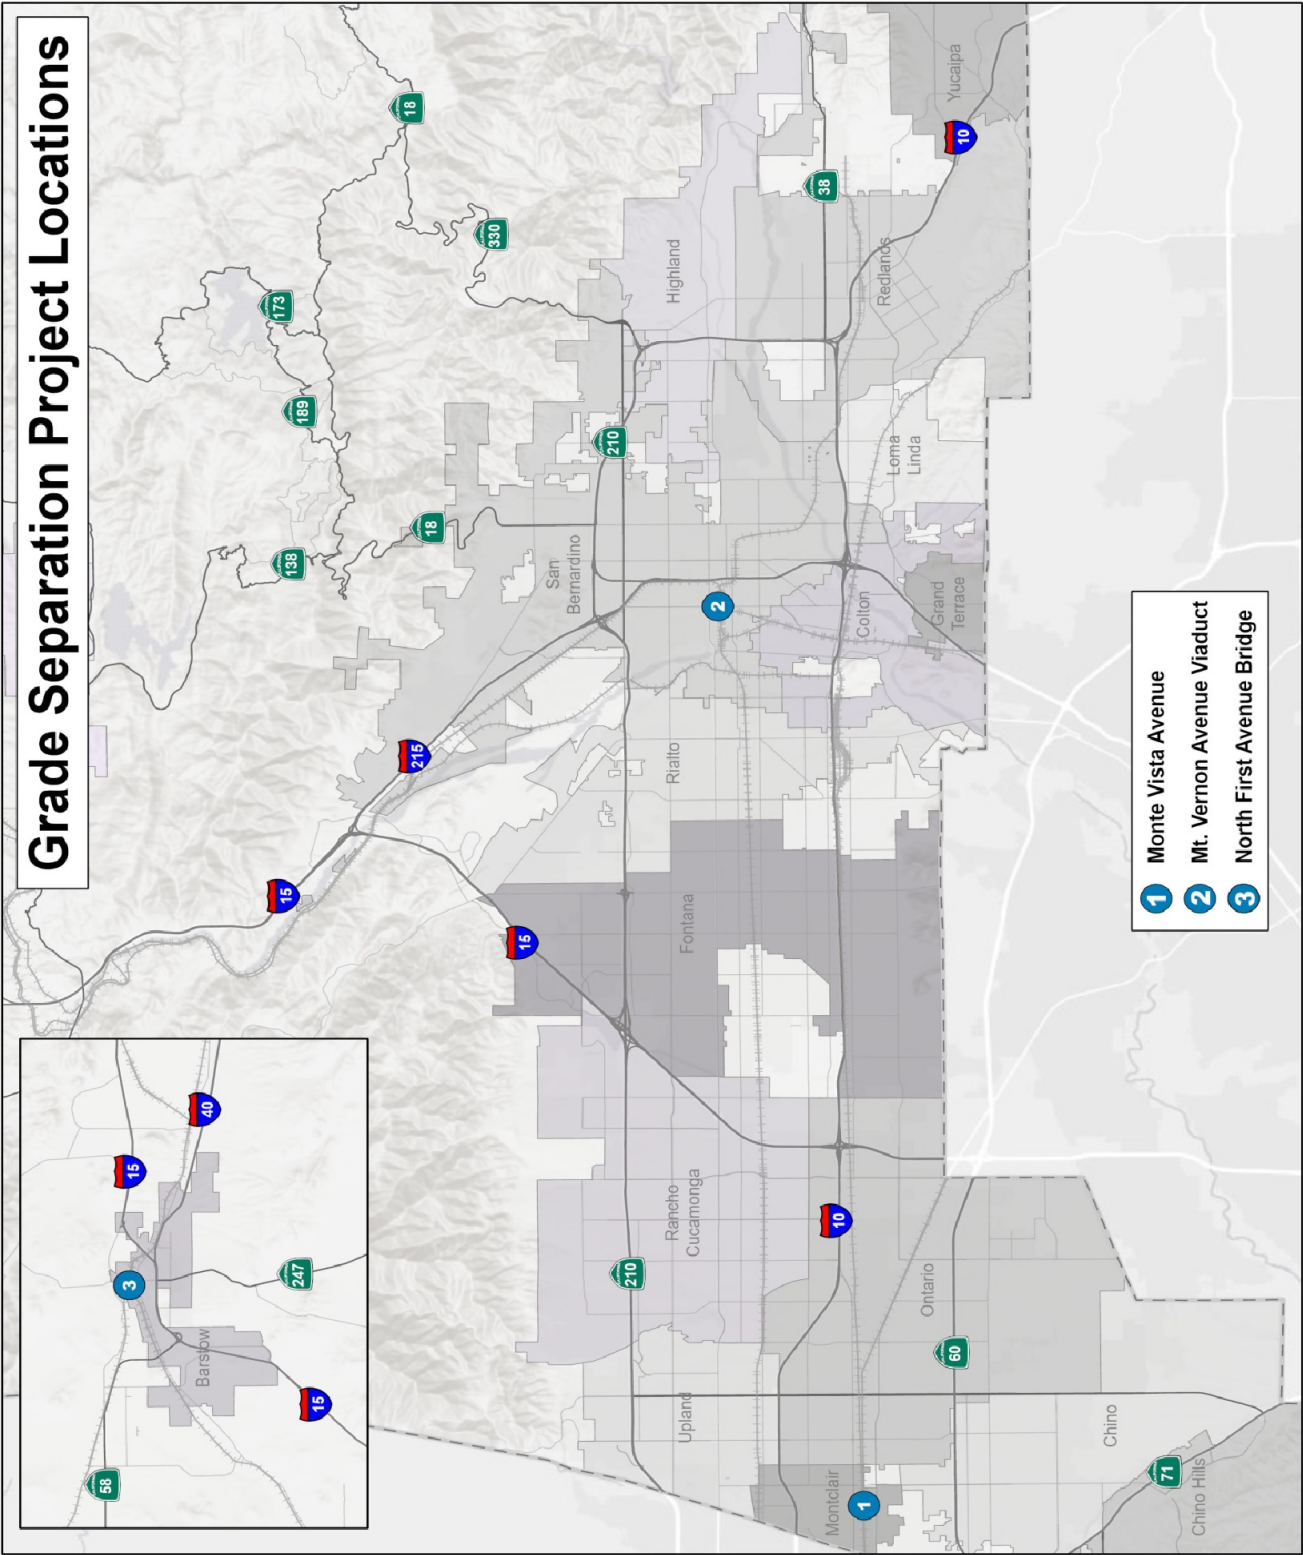 Grade Separation Project Locations
58
15
15
40
247
3
Barstow
15
15
215
138
18
189
173
18
330
210
210
San
Bernardino
Highland
38
10
Yucaipa
Redlands
Loma
Linda
2
Colton
Grand
Terrace
Rialto
Fontana
Rancho
Cucamonga
10
Upland
Ontario
60
Montclair
1
Chino
71
Chino Hills
1 Monte Vista Avenue
2 Mt. Vernon Avenue Viaduct
3 North First Avenue Bridge